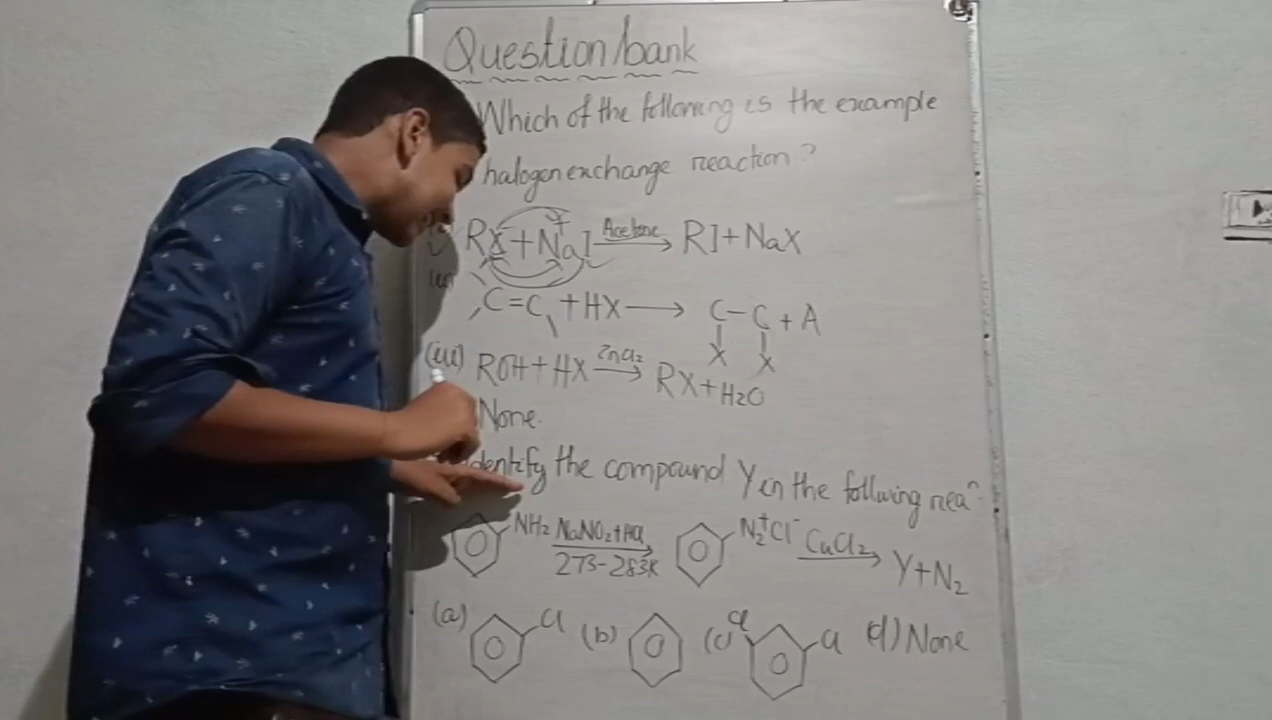 Question/bank
Which of the following is the example
halogen exchange reaction?
RX + NaI Acetone → RI + NaX
C=C + HX → C-C + A
X X
(iii) ROH + HX ZnCl2 → RX + H2O
None.
Identify the compound Y in the following rea^n.
NH2 NaNO2+HCl 273-283K → N2+Cl- CuCl2 → Y+N2
(a) Cl (b) (c) Cl Cl (d) None